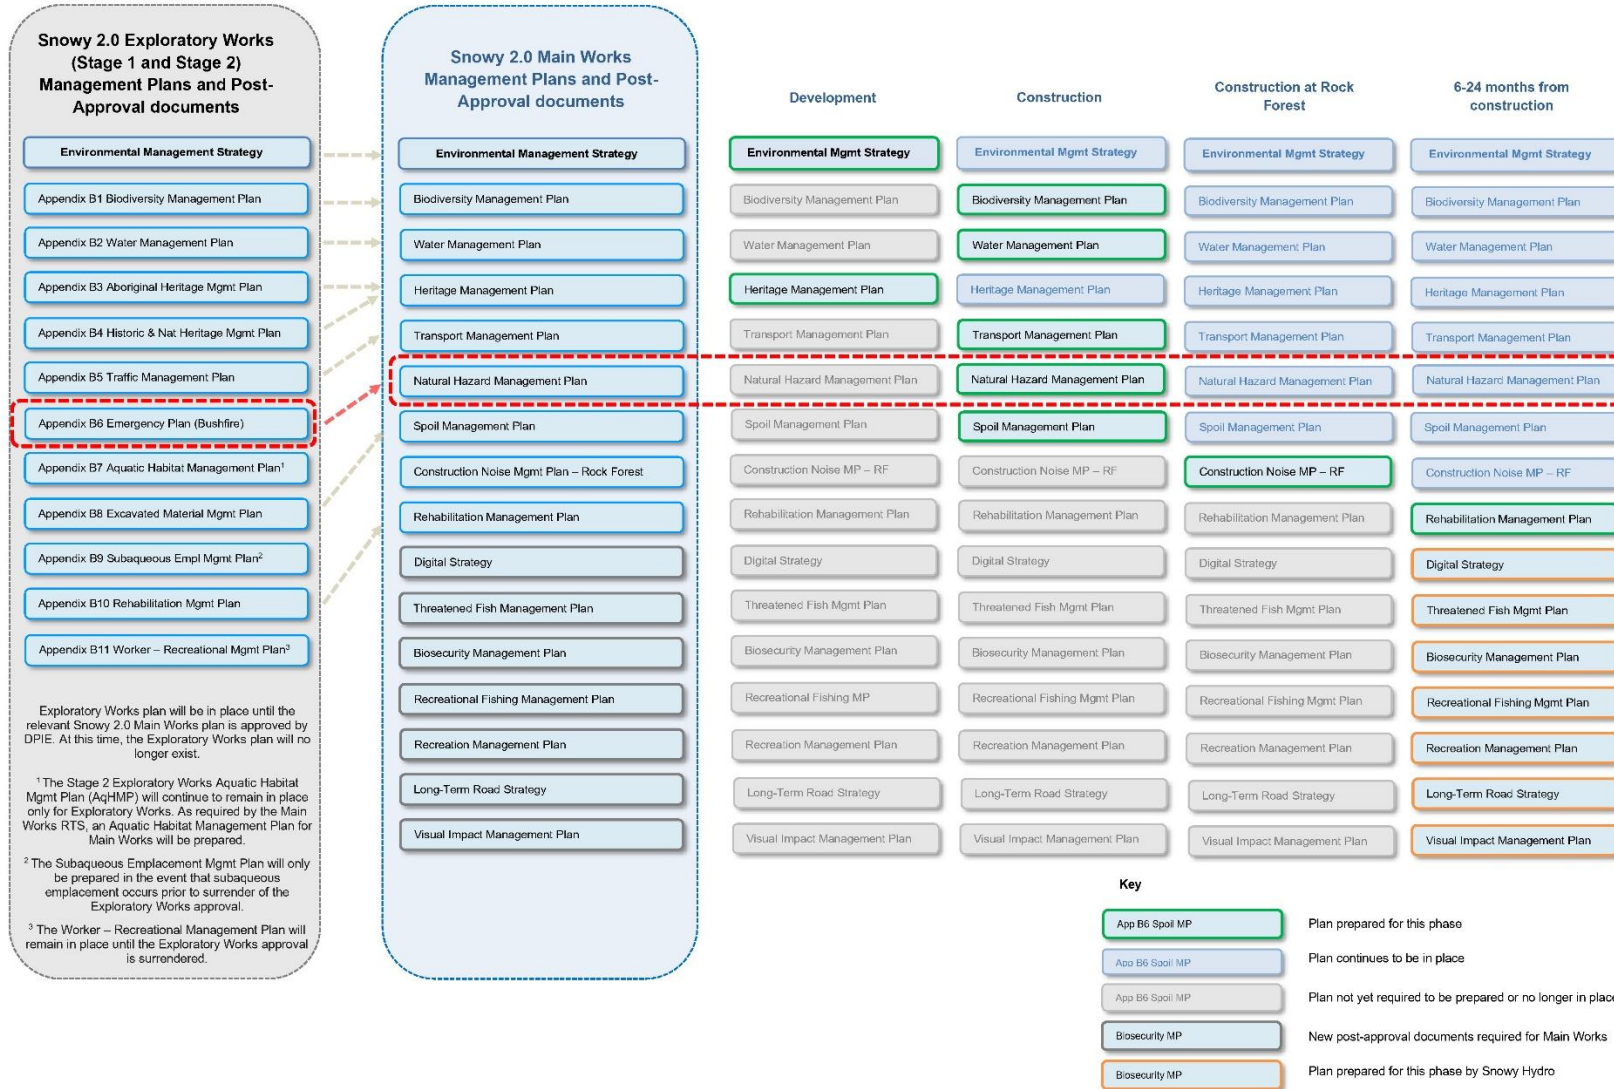 Snowy 2.0 Exploratory Works
(Stage 1 and Stage 2)
Management Plans and Post-
Approval documents
Environmental Management Strategy
Appendix B1 Biodiversity Management Plan
Appendix B2 Water Management Plan
Appendix B3 Aboriginal Heritage Mgmt Plan
Appendix B4 Historic & Nat Heritage Mgmt Plan
Appendix B5 Traffic Management Plan
Appendix B6 Emergency Plan (Bushfire)
Appendix B7 Aquatic Habitat Management Plan¹
Appendix B8 Excavated Material Mgmt Plan
Appendix B9 Subaqueous Empl Mgmt Plan²
Appendix B10 Rehabilitation Mgmt Plan
Appendix B11 Worker – Recreational Mgmt Plan³
Exploratory Works plan will be in place until the
relevant Snowy 2.0 Main Works plan is approved by
DPIE. At this time, the Exploratory Works plan will no
longer exist.
¹ The Stage 2 Exploratory Works Aquatic Habitat
Mgmt Plan (AqHMP) will continue to remain in place
only for Exploratory Works. As required by the Main
Works RTS, an Aquatic Habitat Management Plan for
Main Works will be prepared.
² The Subaqueous Emplacement Mgmt Plan will only
be prepared in the event that subaqueous
emplacement occurs prior to surrender of the
Exploratory Works approval.
³ The Worker – Recreational Management Plan will
remain in place until the Exploratory Works approval
is surrendered.
Snowy 2.0 Main Works
Management Plans and Post-
Approval documents
Environmental Management Strategy
Biodiversity Management Plan
Water Management Plan
Heritage Management Plan
Transport Management Plan
Natural Hazard Management Plan
Spoil Management Plan
Construction Noise Mgmt Plan – Rock Forest
Rehabilitation Management Plan
Digital Strategy
Threatened Fish Management Plan
Biosecurity Management Plan
Recreational Fishing Management Plan
Recreation Management Plan
Long-Term Road Strategy
Visual Impact Management Plan
Development
Environmental Mgmt Strategy
Biodiversity Management Plan
Water Management Plan
Heritage Management Plan
Transport Management Plan
Natural Hazard Management Plan
Spoil Management Plan
Construction Noise MP – RF
Rehabilitation Management Plan
Digital Strategy
Threatened Fish Mgmt Plan
Biosecurity Management Plan
Recreational Fishing MP
Recreation Management Plan
Long-Term Road Strategy
Visual Impact Management Plan
Construction
Environmental Mgmt Strategy
Biodiversity Management Plan
Water Management Plan
Heritage Management Plan
Transport Management Plan
Natural Hazard Management Plan
Spoil Management Plan
Construction Noise MP – RF
Rehabilitation Management Plan
Digital Strategy
Threatened Fish Mgmt Plan
Biosecurity Management Plan
Recreational Fishing Mgmt Plan
Recreation Management Plan
Long-Term Road Strategy
Visual Impact Management Plan
Construction at Rock
Forest
Environmental Mgmt Strategy
Biodiversity Management Plan
Water Management Plan
Heritage Management Plan
Transport Management Plan
Natural Hazard Management Plan
Spoil Management Plan
Construction Noise MP – RF
Rehabilitation Management Plan
Digital Strategy
Threatened Fish Mgmt Plan
Biosecurity Management Plan
Recreational Fishing Mgmt Plan
Recreation Management Plan
Long-Term Road Strategy
Visual Impact Management Plan
6-24 months from
construction
Environmental Mgmt Strategy
Biodiversity Management Plan
Water Management Plan
Heritage Management Plan
Transport Management Plan
Natural Hazard Management Plan
Spoil Management Plan
Construction Noise MP – RF
Rehabilitation Management Plan
Digital Strategy
Threatened Fish Mgmt Plan
Biosecurity Management Plan
Recreational Fishing Mgmt Plan
Recreation Management Plan
Long-Term Road Strategy
Visual Impact Management Plan
Key
App B6 Spoil MP
Plan prepared for this phase
App B6 Spoil MP
Plan continues to be in place
App B6 Spoil MP
Plan not yet required to be prepared or no longer in place
Biosecurity MP
New post-approval documents required for Main Works
Biosecurity MP
Plan prepared for this phase by Snowy Hydro